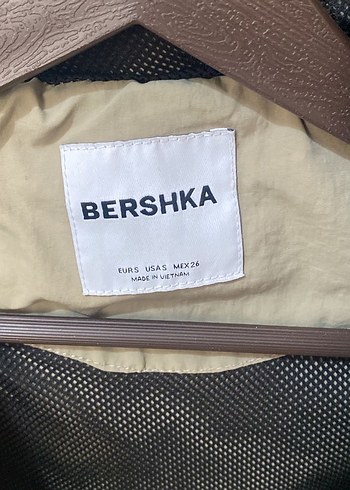 BERSHKA
EUR S USA S MEX 26
MADE IN VIETNAM